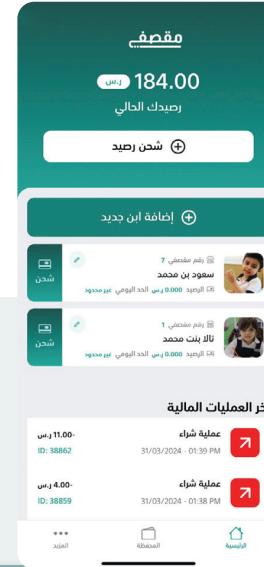 مقصفي
184.00 ر.س
رصيدك الحالي
شحن رصيد
إضافة ابن جديد
رقم مقصفي 7
سعود بن محمد
الرصيد 0.000 ر.س الحد اليومي غير محدود
شحن
رقم مقصفي 1
تالا بنت محمد
الرصيد 0.000 ر.س الحد اليومي غير محدود
شحن
خر العمليات المالية
عملية شراء
-11.00 ر.س
31/03/2024 - 01:39 PM
ID: 38862
عملية شراء
-4.00 ر.س
31/03/2024 - 01:38 PM
ID: 38859
الرئيسية
المحفظة
المزيد